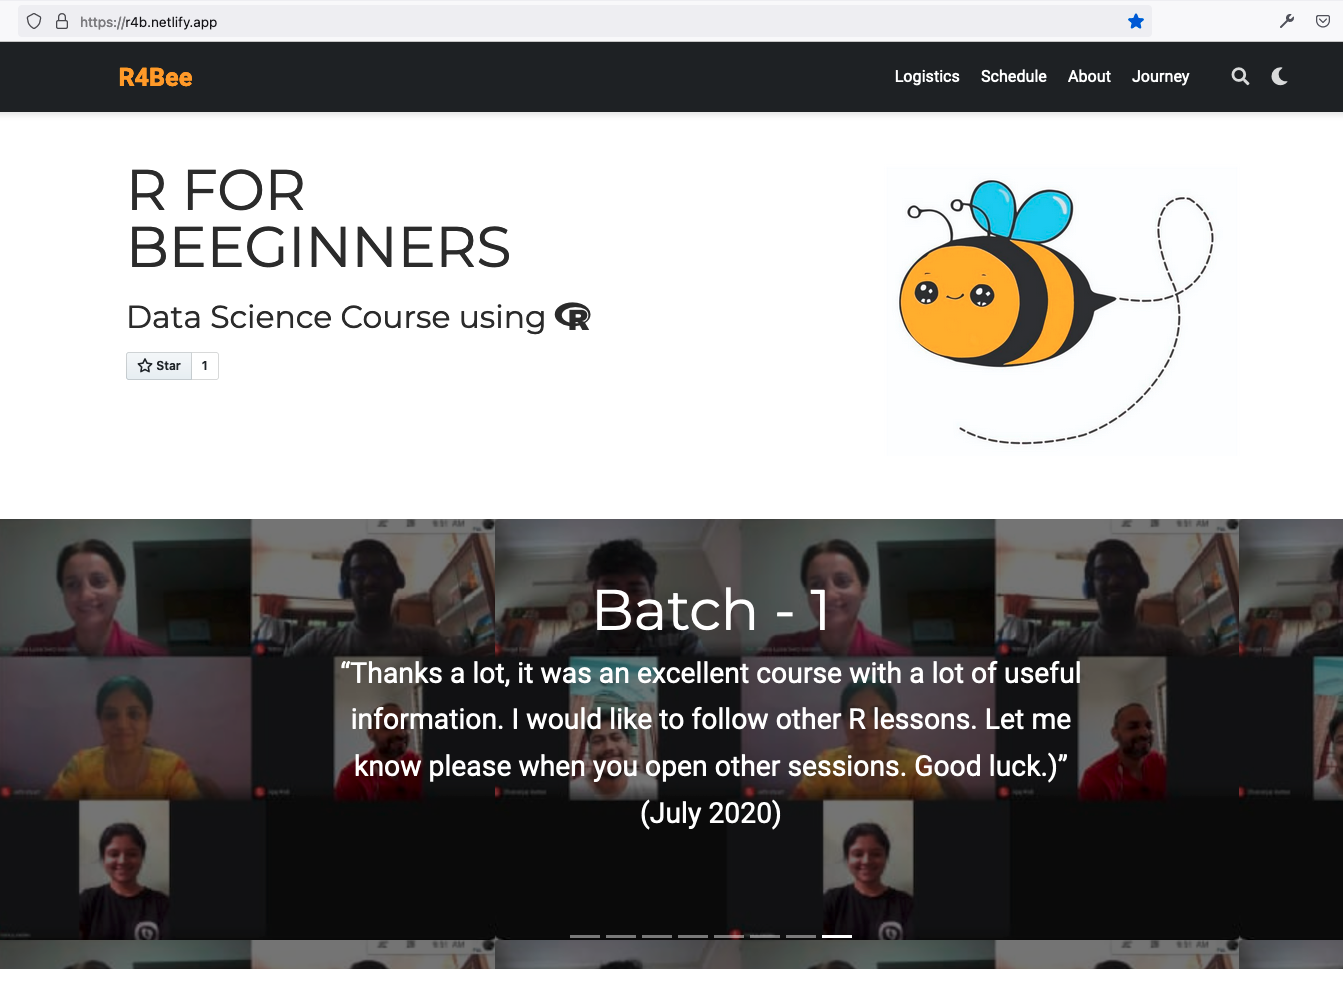 https://r4b.netlify.app
R4Bee
Logistics Schedule About Journey
R FOR
BEEGINNERS
Data Science Course using R
Star 1
Batch - 1
“Thanks a lot, it was an excellent course with a lot of useful
information. I would like to follow other R lessons. Let me
know please when you open other sessions. Good luck.)”
(July 2020)